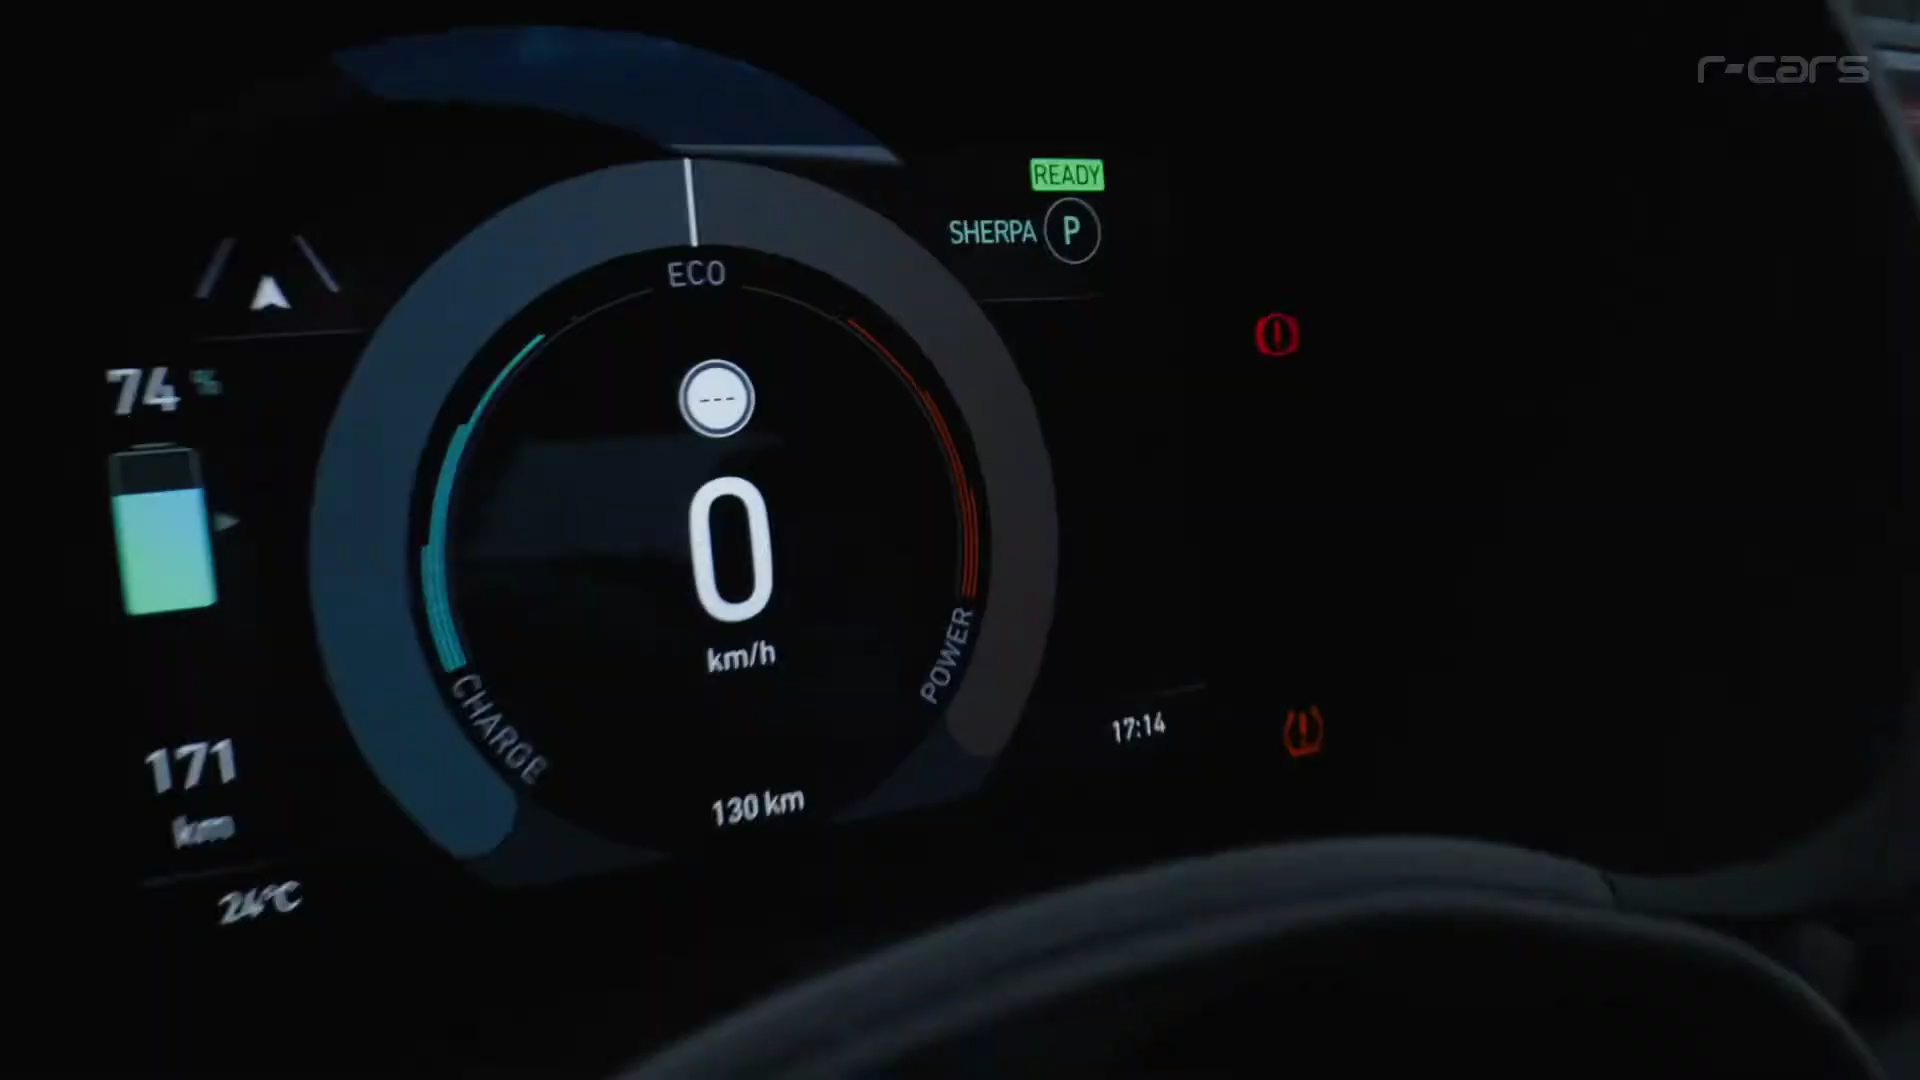 r-cars
READY
SHERPA P
ECO
74 %
---
0
km/h
POWER
CHARGE
171
km
130 km
17:14
24°C